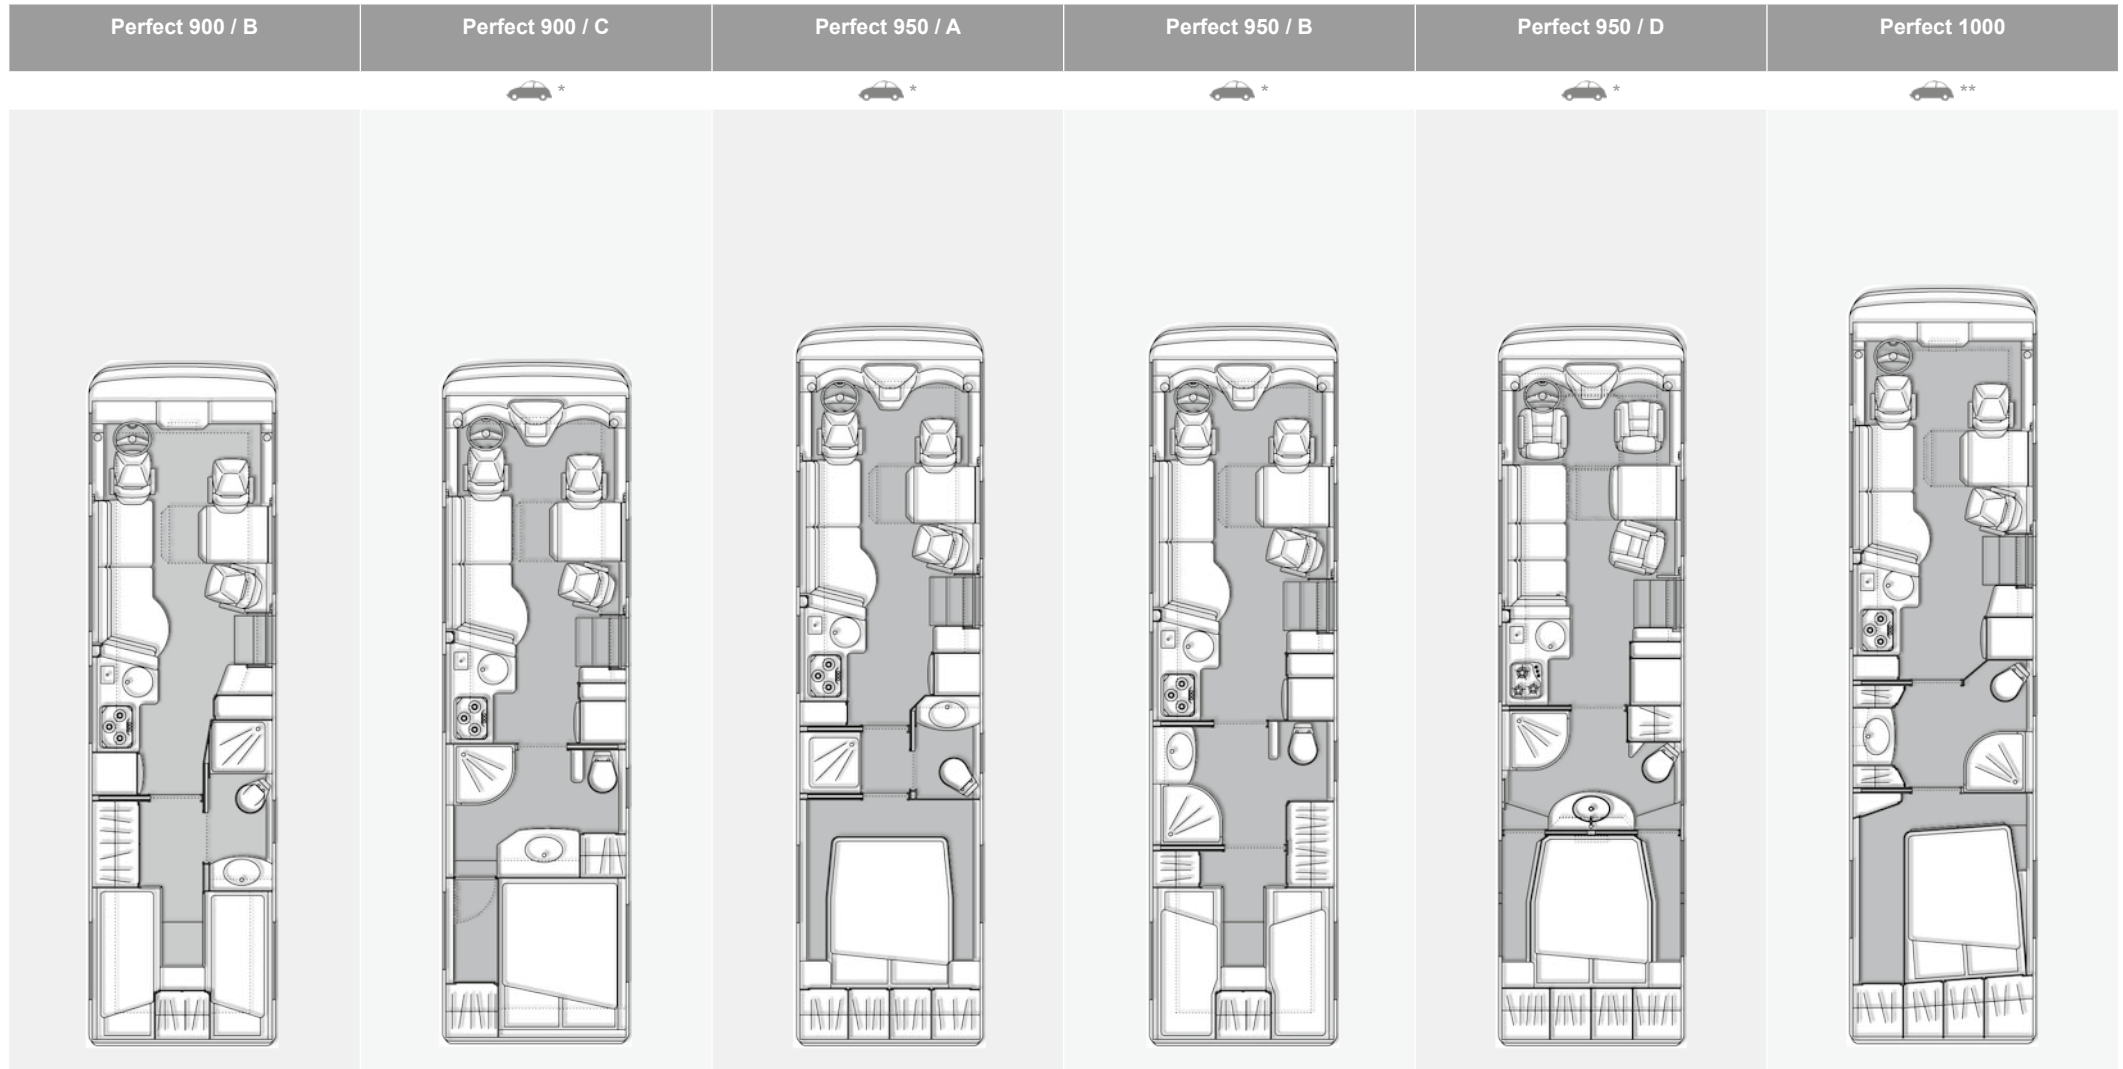 Perfect 900 / B
Perfect 900 / C
Perfect 950 / A
Perfect 950 / B
Perfect 950 / D
Perfect 1000
*
*
*
*
**